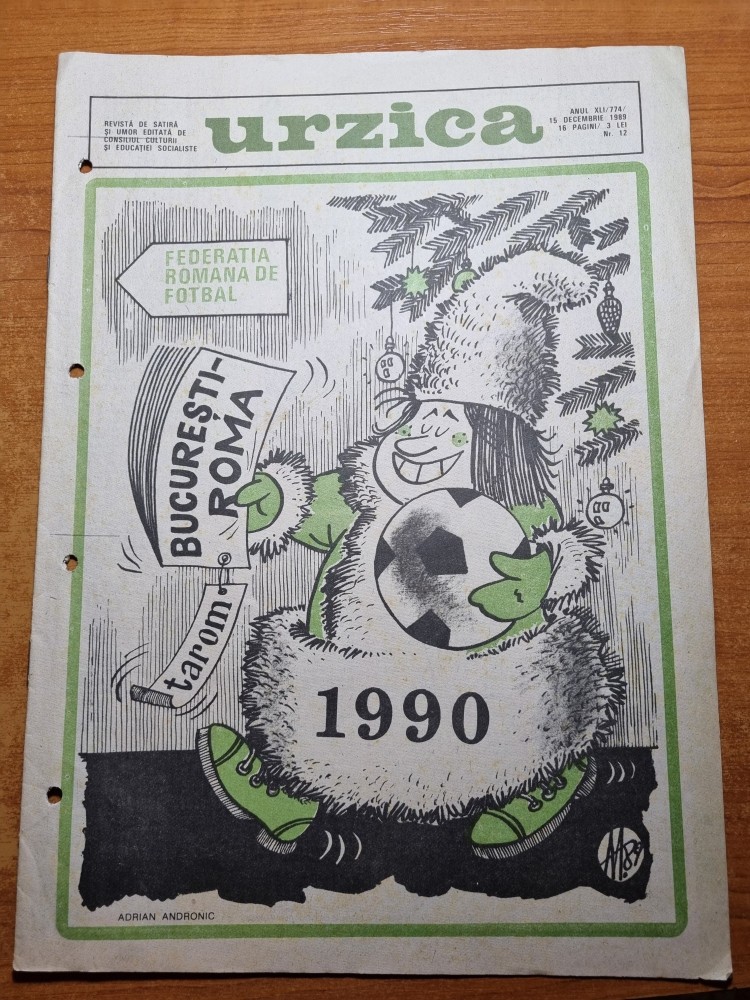 REVISTĂ DE SATIRĂ
ȘI UMOR EDITATĂ DE
CONSILIUL CULTURII
ȘI EDUCAȚIEI SOCIALISTE
urzica
ANUL XLI/774/
15 DECEMBRIE 1989
16 PAGINI/ 3 LEI
Nr. 12
FEDERATIA
ROMANA DE
FOTBAL
BUCUREȘTI-
ROMA
tarom
1990
M.89
ADRIAN ANDRONIC